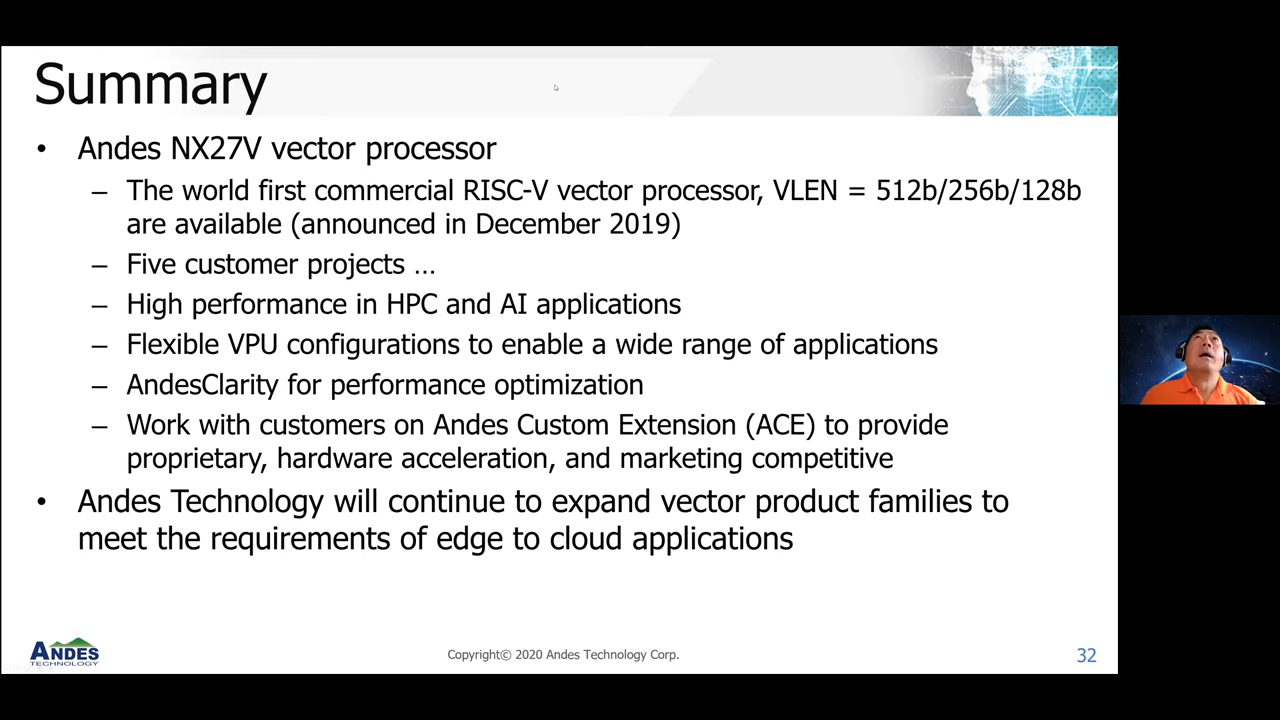 Summary
• Andes NX27V vector processor
– The world first commercial RISC-V vector processor, VLEN = 512b/256b/128b
are available (announced in December 2019)
– Five customer projects …
– High performance in HPC and AI applications
– Flexible VPU configurations to enable a wide range of applications
– AndesClarity for performance optimization
– Work with customers on Andes Custom Extension (ACE) to provide
proprietary, hardware acceleration, and marketing competitive
• Andes Technology will continue to expand vector product families to
meet the requirements of edge to cloud applications
ANDES
TECHNOLOGY
Copyright© 2020 Andes Technology Corp.
32